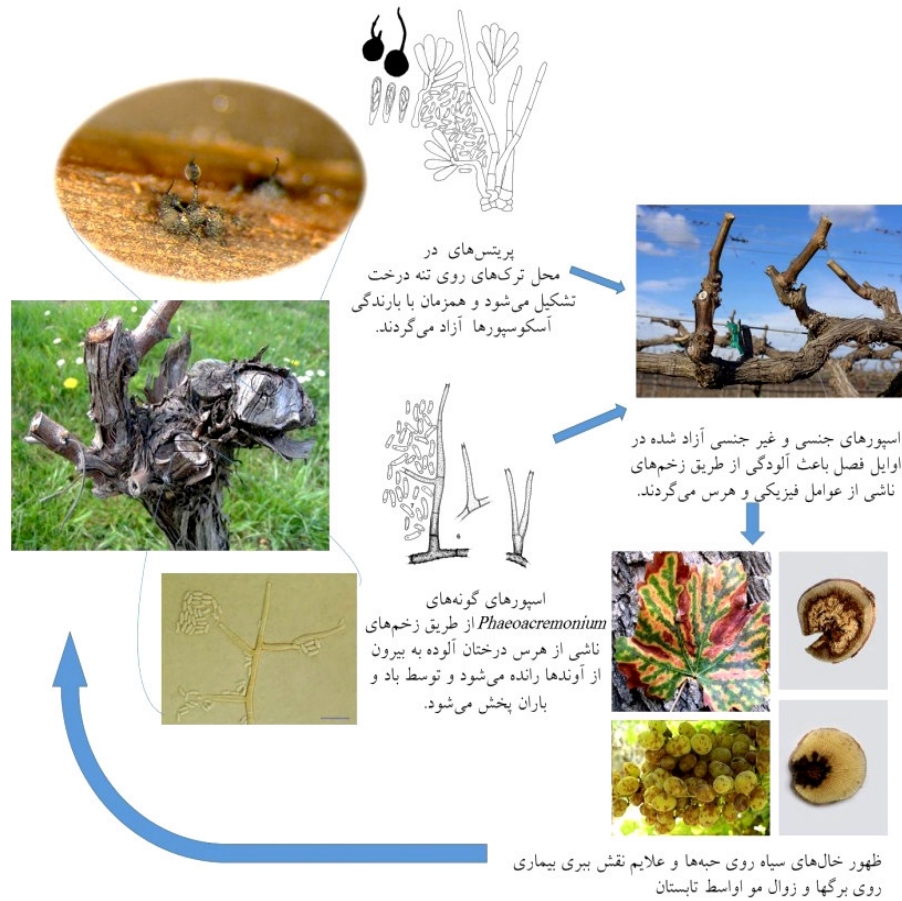 پریتس‌های در
محل ترک‌های روی تنه درخت
تشکیل می‌شود و همزمان با بارندگی
آسکوسپورها آزاد می‌گردند.
اسپورهای جنسی و غیر جنسی آزاد شده در
اوایل فصل باعث آلودگی از طریق زخم‌های
ناشی از عوامل فیزیکی و هرس می‌گردند.
اسپورهای گونه‌های
Phaeoacremonium از طریق زخم‌های
ناشی از هرس درختان آلوده به بیرون
از آوندها رانده می‌شود و توسط باد و
باران پخش می‌شود.
ظهور خال‌های سیاه روی حبه‌ها و علایم نقش ببری بیماری
روی برگها و زوال مو اواسط تابستان